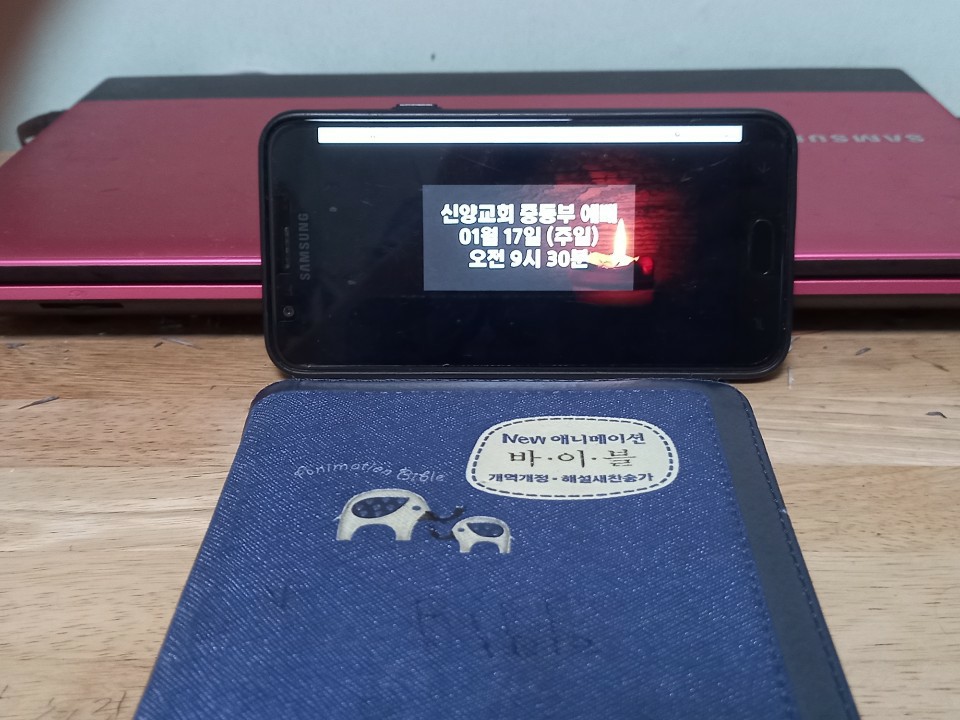 SAMSUNG
SAMSUNG
신양교회 중등부 예배
01월 17일 (주일)
오전 9시 30분
New 애니메이션
바·이·블
개역개정·해설새찬송가
animation Bible